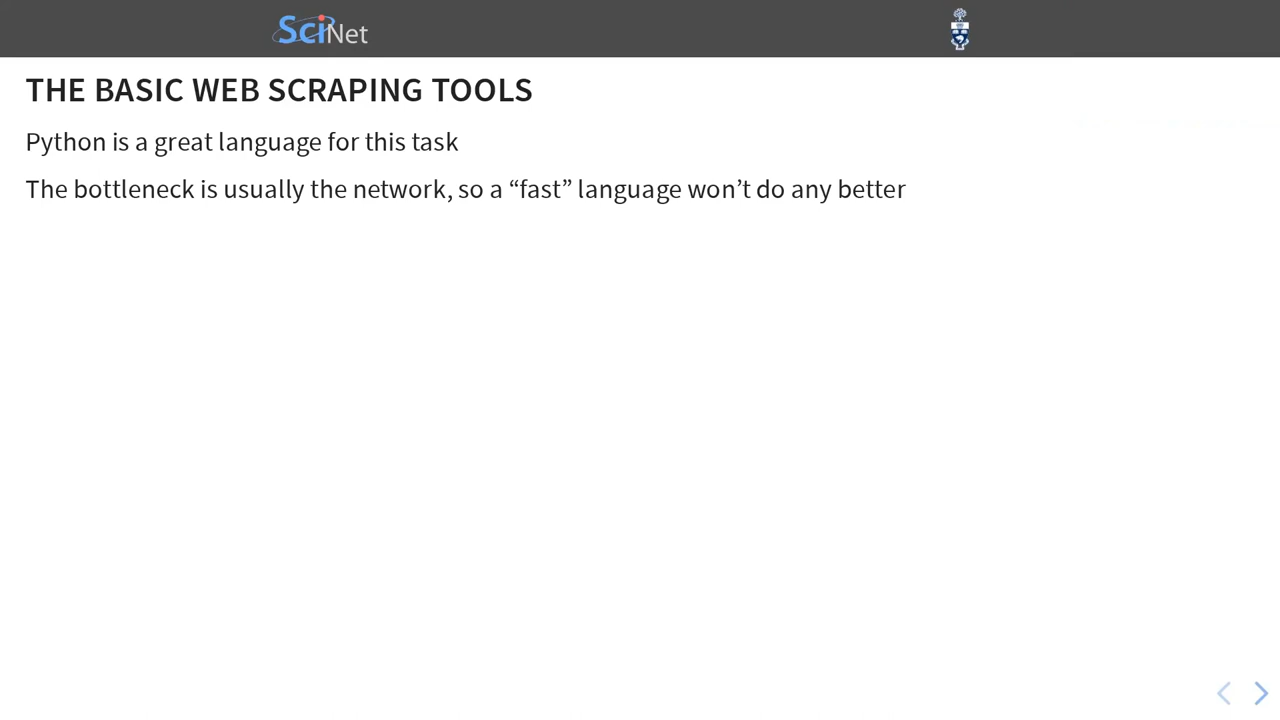 SciNet
THE BASIC WEB SCRAPING TOOLS
Python is a great language for this task
The bottleneck is usually the network, so a “fast” language won’t do any better